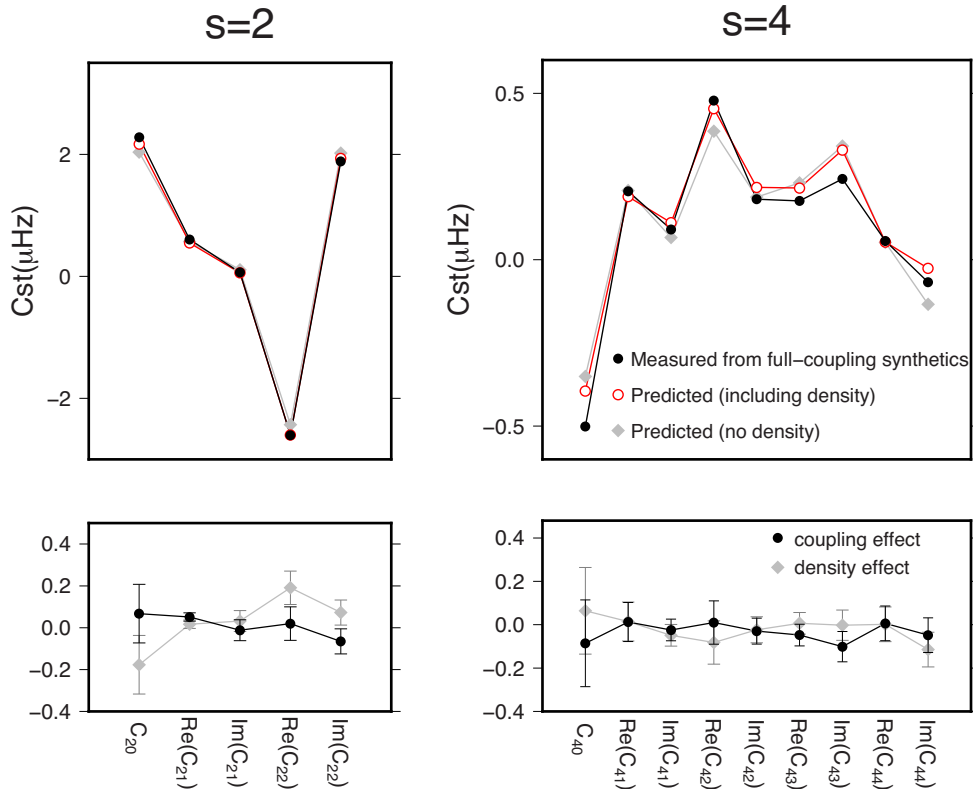 s=2
s=4
Cst(µHz)
2
0
−2
Cst(µHz)
0.5
0.0
−0.5
Measured from full−coupling synthetics
Predicted (including density)
Predicted (no density)
0.4
0.2
0.0
−0.2
−0.4
C20
Re(C21)
Im(C21)
Re(C22)
Im(C22)
0.4
0.2
0.0
−0.2
−0.4
coupling effect
density effect
C40
Re(C41)
Im(C41)
Re(C42)
Im(C42)
Re(C43)
Im(C43)
Re(C44)
Im(C44)